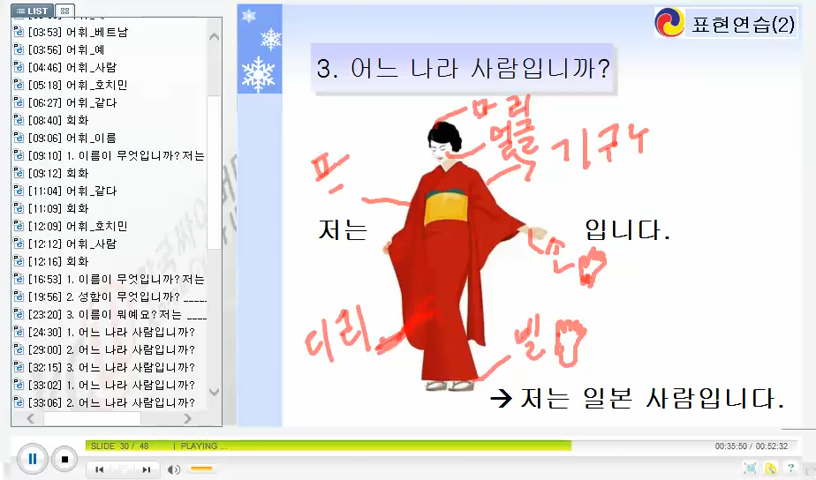 LIST
[03:53] 어휘_베트남
[03:56] 어휘_예
[04:46] 어휘_사람
[05:18] 어휘_호치민
[06:27] 어휘_같다
[08:40] 회화
[09:06] 어휘_이름
[09:10] 1. 이름이 무엇입니까? 저는
[09:12] 회화
[11:04] 어휘_같다
[11:09] 회화
[11:09] 어휘_호치민
[12:12] 어휘_사람
[12:16] 회화
[16:53] 1. 이름이 무엇입니까? 저는
[19:56] 2. 성함이 무엇입니까? ____
[23:20] 3. 이름이 뭐예요? 저는 ____
[24:30] 1. 어느 나라 사람입니까?
[29:00] 2. 어느 나라 사람입니까?
[32:15] 3. 어느 나라 사람입니까?
[33:02] 1. 어느 나라 사람입니까?
[33:06] 2. 어느 나라 사람입니까?
표현연습(2)
3. 어느 나라 사람입니까?
머리
얼굴
저는
입니다.
손
디리
빌
→ 저는 일본 사람입니다.
SLIDE 30 / 48
PLAYING ...
00:35:50 / 00:52:32